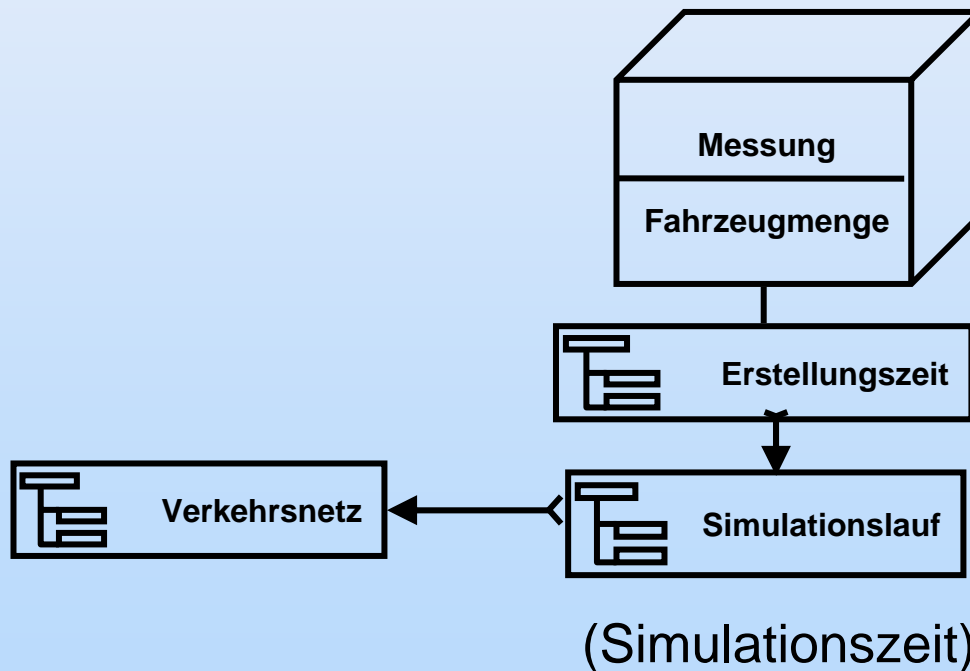 Messung
Fahrzeugmenge
Erstellungszeit
Verkehrsnetz
Simulationslauf
(Simulationszeit)